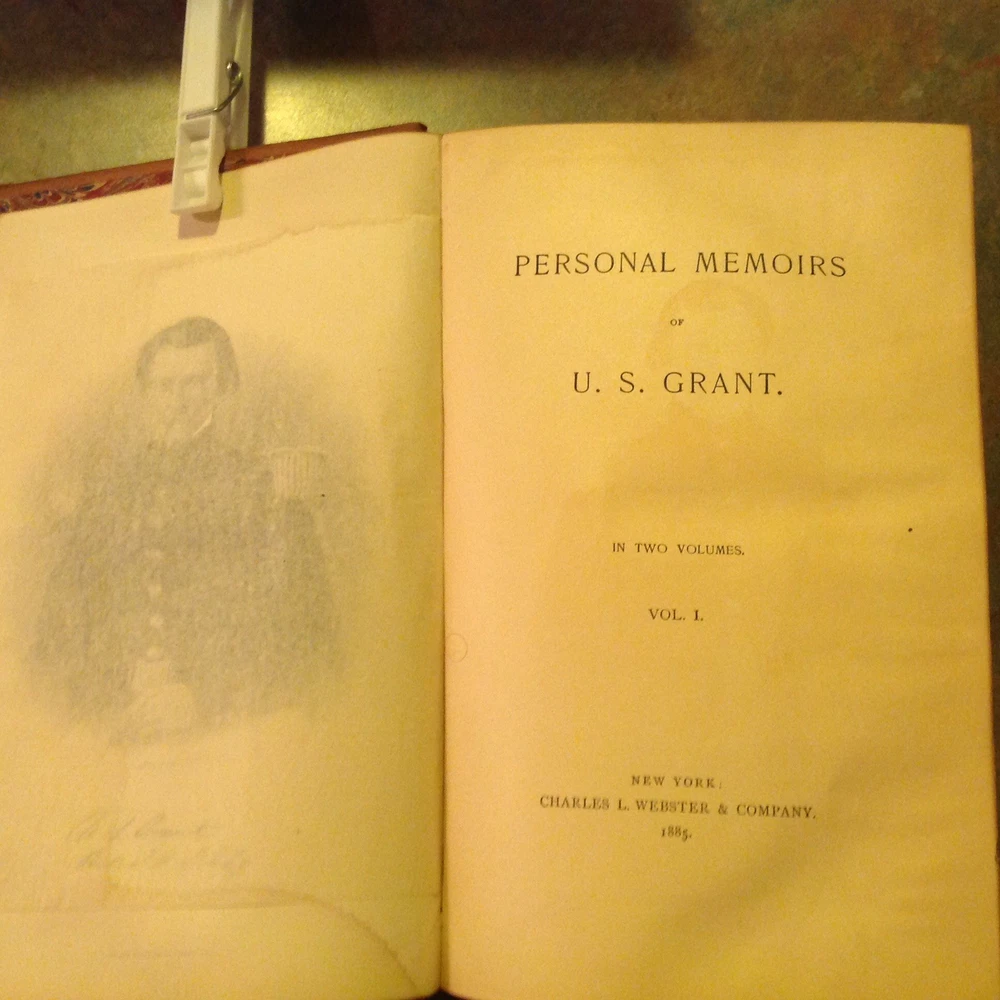 PERSONAL MEMOIRS
OF
U. S. GRANT.
IN TWO VOLUMES.
VOL. I.
NEW YORK:
CHARLES L. WEBSTER & COMPANY.
1885.